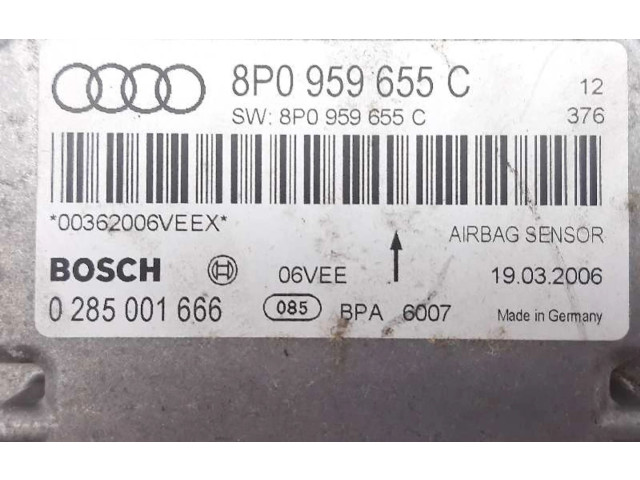 8P0 959 655 C 12
SW: 8P0 959 655 C 376
*00362006VEEX*
AIRBAG SENSOR
BOSCH 06VEE 19.03.2006
0 285 001 666 085 BPA 6007 Made in Germany